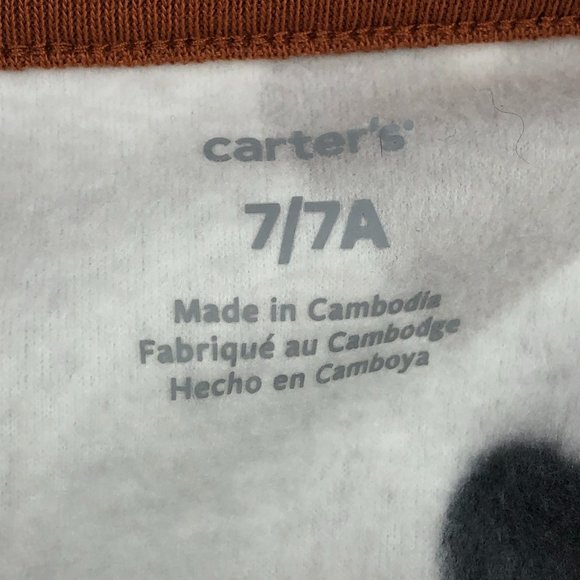 carter's
7/7A
Made in Cambodia
Fabriqué au Cambodge
Hecho en Camboya